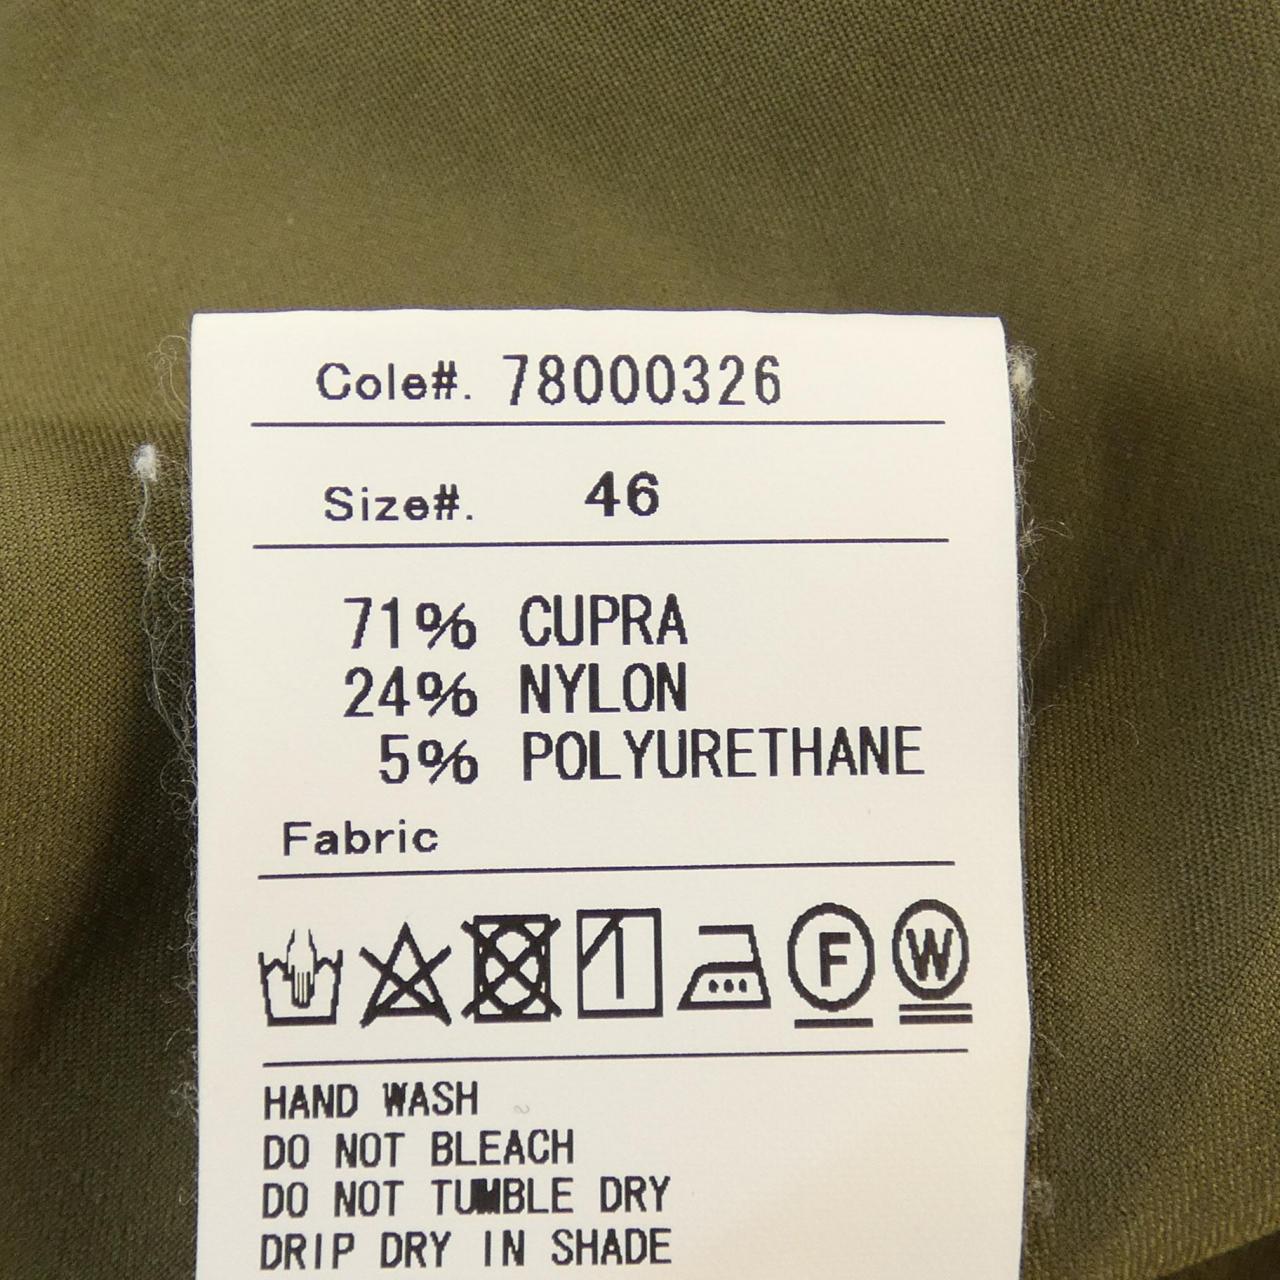 Cole#. 78000326
Size#. 46
71% CUPRA
24% NYLON
5% POLYURETHANE
Fabric
F W
HAND WASH
DO NOT BLEACH
DO NOT TUMBLE DRY
DRIP DRY IN SHADE